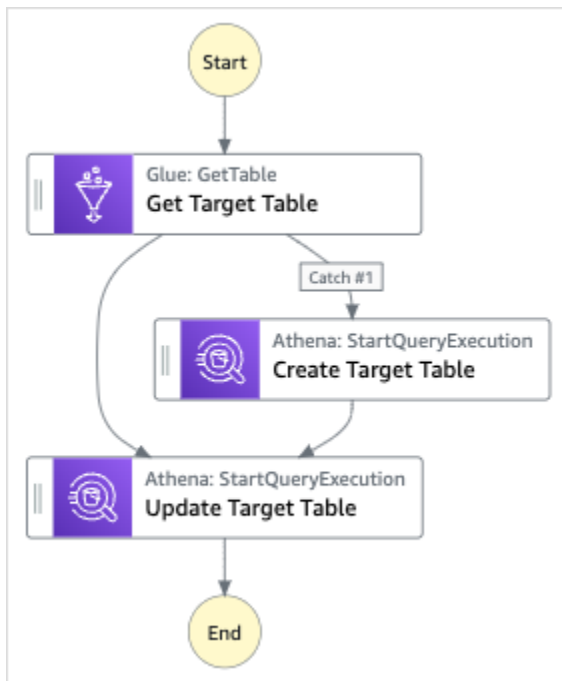 Start
Glue: GetTable
Get Target Table
Catch #1
Athena: StartQueryExecution
Create Target Table
Athena: StartQueryExecution
Update Target Table
End